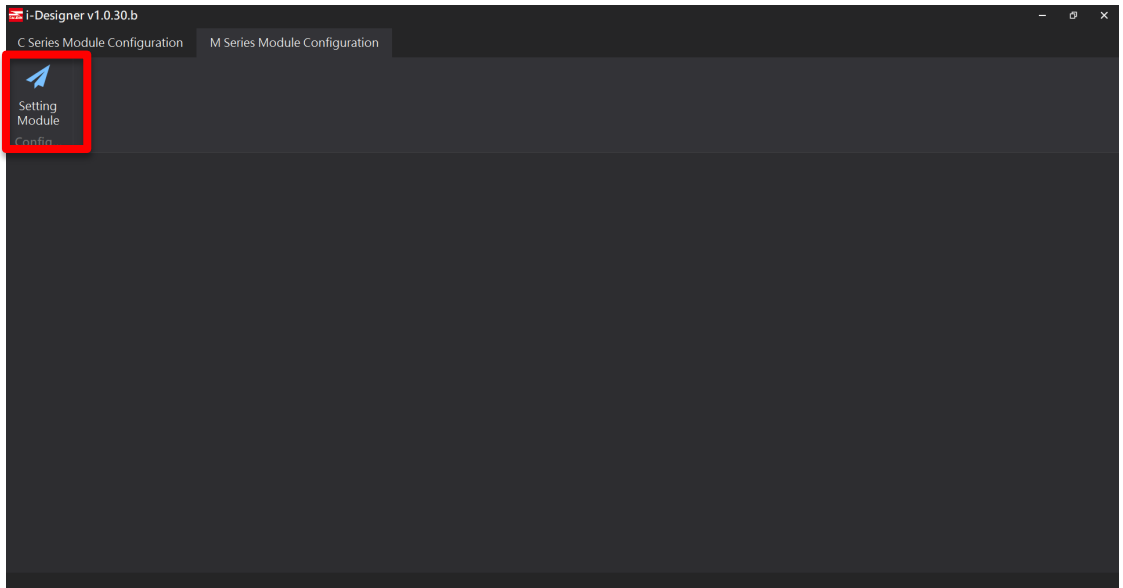 i-Designer v1.0.30.b
C Series Module Configuration
M Series Module Configuration
Setting
Module
Config